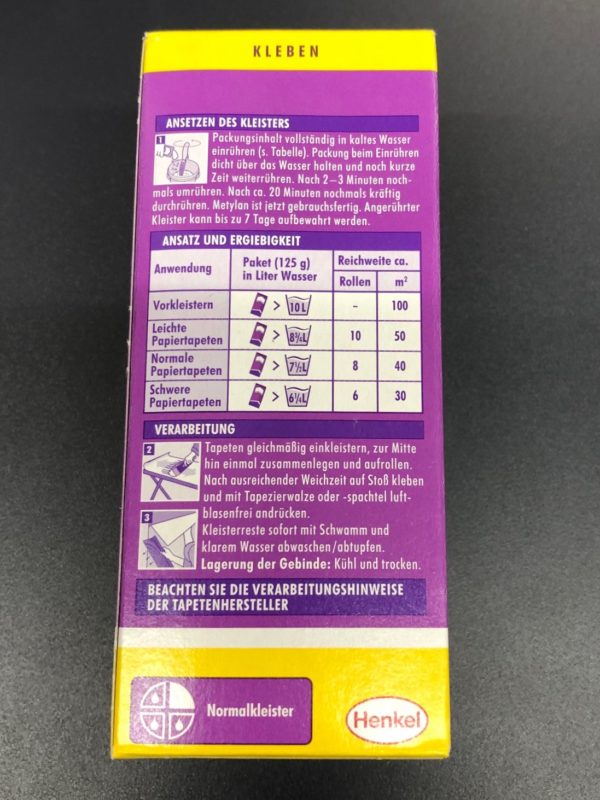 KLEBEN
ANSETZEN DES KLEISTERS
1
Packungsinhalt vollständig in kaltes Wasser
einrühren (s. Tabelle). Packung beim Einrühren
dicht über das Wasser halten und noch kurze
Zeit weiterrühren. Nach 2–3 Minuten noch-
mals umrühren. Nach ca. 20 Minuten nochmals kräftig
durchrühren. Metylan ist jetzt gebrauchsfertig. Angerührter
Kleister kann bis zu 7 Tage aufbewahrt werden.
ANSATZ UND ERGIEBIGKEIT
Anwendung Paket (125 g) in Liter Wasser Reichweite ca.
Rollen m²
Vorkleistern > 10 L – 100
Leichte Papiertapeten > 8¾ L 10 50
Normale Papiertapeten > 7½ L 8 40
Schwere Papiertapeten > 6¼ L 6 30
VERARBEITUNG
2
Tapeten gleichmäßig einkleistern, zur Mitte
hin einmal zusammenlegen und aufrollen.
Nach ausreichender Weichzeit auf Stoß kleben
und mit Tapezierwalze oder -spachtel luft-
blasenfrei andrücken.
3
Kleisterreste sofort mit Schwamm und
klarem Wasser abwaschen/abtupfen.
Lagerung der Gebinde: Kühl und trocken.
BEACHTEN SIE DIE VERARBEITUNGSHINWEISE
DER TAPETENHERSTELLER
Normalkleister
Henkel